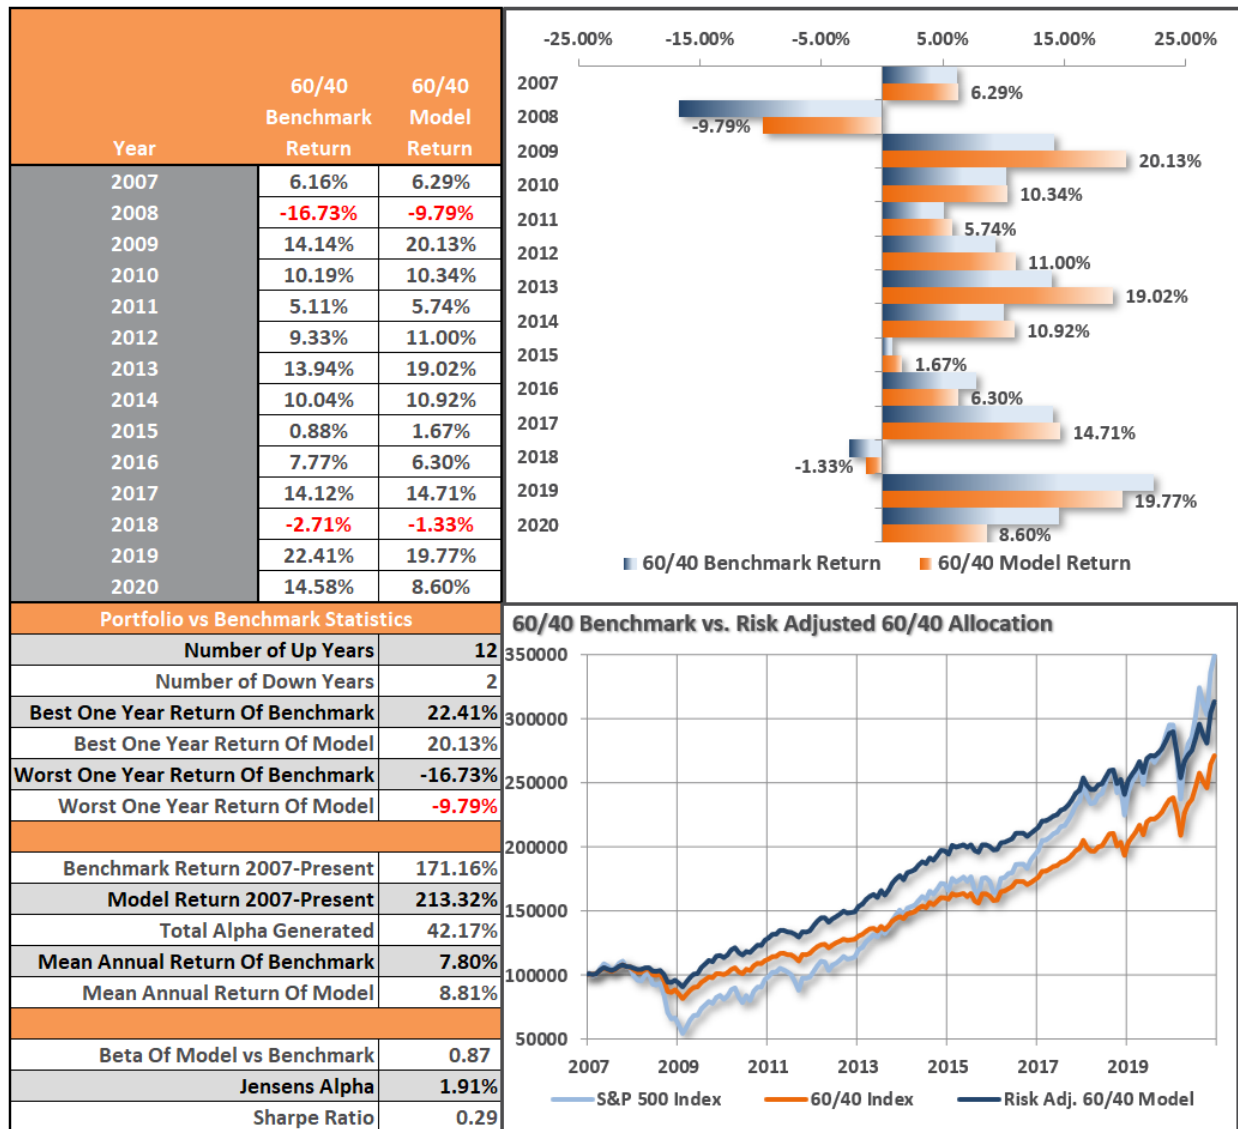 60/40 60/40
Benchmark Model
Year Return Return
2007 6.16% 6.29%
2008 -16.73% -9.79%
2009 14.14% 20.13%
2010 10.19% 10.34%
2011 5.11% 5.74%
2012 9.33% 11.00%
2013 13.94% 19.02%
2014 10.04% 10.92%
2015 0.88% 1.67%
2016 7.77% 6.30%
2017 14.12% 14.71%
2018 -2.71% -1.33%
2019 22.41% 19.77%
2020 14.58% 8.60%
-25.00% -15.00% -5.00% 5.00% 15.00% 25.00%
2007 6.29%
2008 -9.79%
2009 20.13%
2010 10.34%
2011 5.74%
2012 11.00%
2013 19.02%
2014 10.92%
2015 1.67%
2016 6.30%
2017 14.71%
2018 -1.33%
2019 19.77%
2020 8.60%
60/40 Benchmark Return 60/40 Model Return
Portfolio vs Benchmark Statistics
Number of Up Years 12
Number of Down Years 2
Best One Year Return Of Benchmark 22.41%
Best One Year Return Of Model 20.13%
Worst One Year Return Of Benchmark -16.73%
Worst One Year Return Of Model -9.79%
Benchmark Return 2007-Present 171.16%
Model Return 2007-Present 213.32%
Total Alpha Generated 42.17%
Mean Annual Return Of Benchmark 7.80%
Mean Annual Return Of Model 8.81%
Beta Of Model vs Benchmark 0.87
Jensens Alpha 1.91%
Sharpe Ratio 0.29
60/40 Benchmark vs. Risk Adjusted 60/40 Allocation
350000
300000
250000
200000
150000
100000
50000
2007 2009 2011 2013 2015 2017 2019
S&P 500 Index 60/40 Index Risk Adj. 60/40 Model